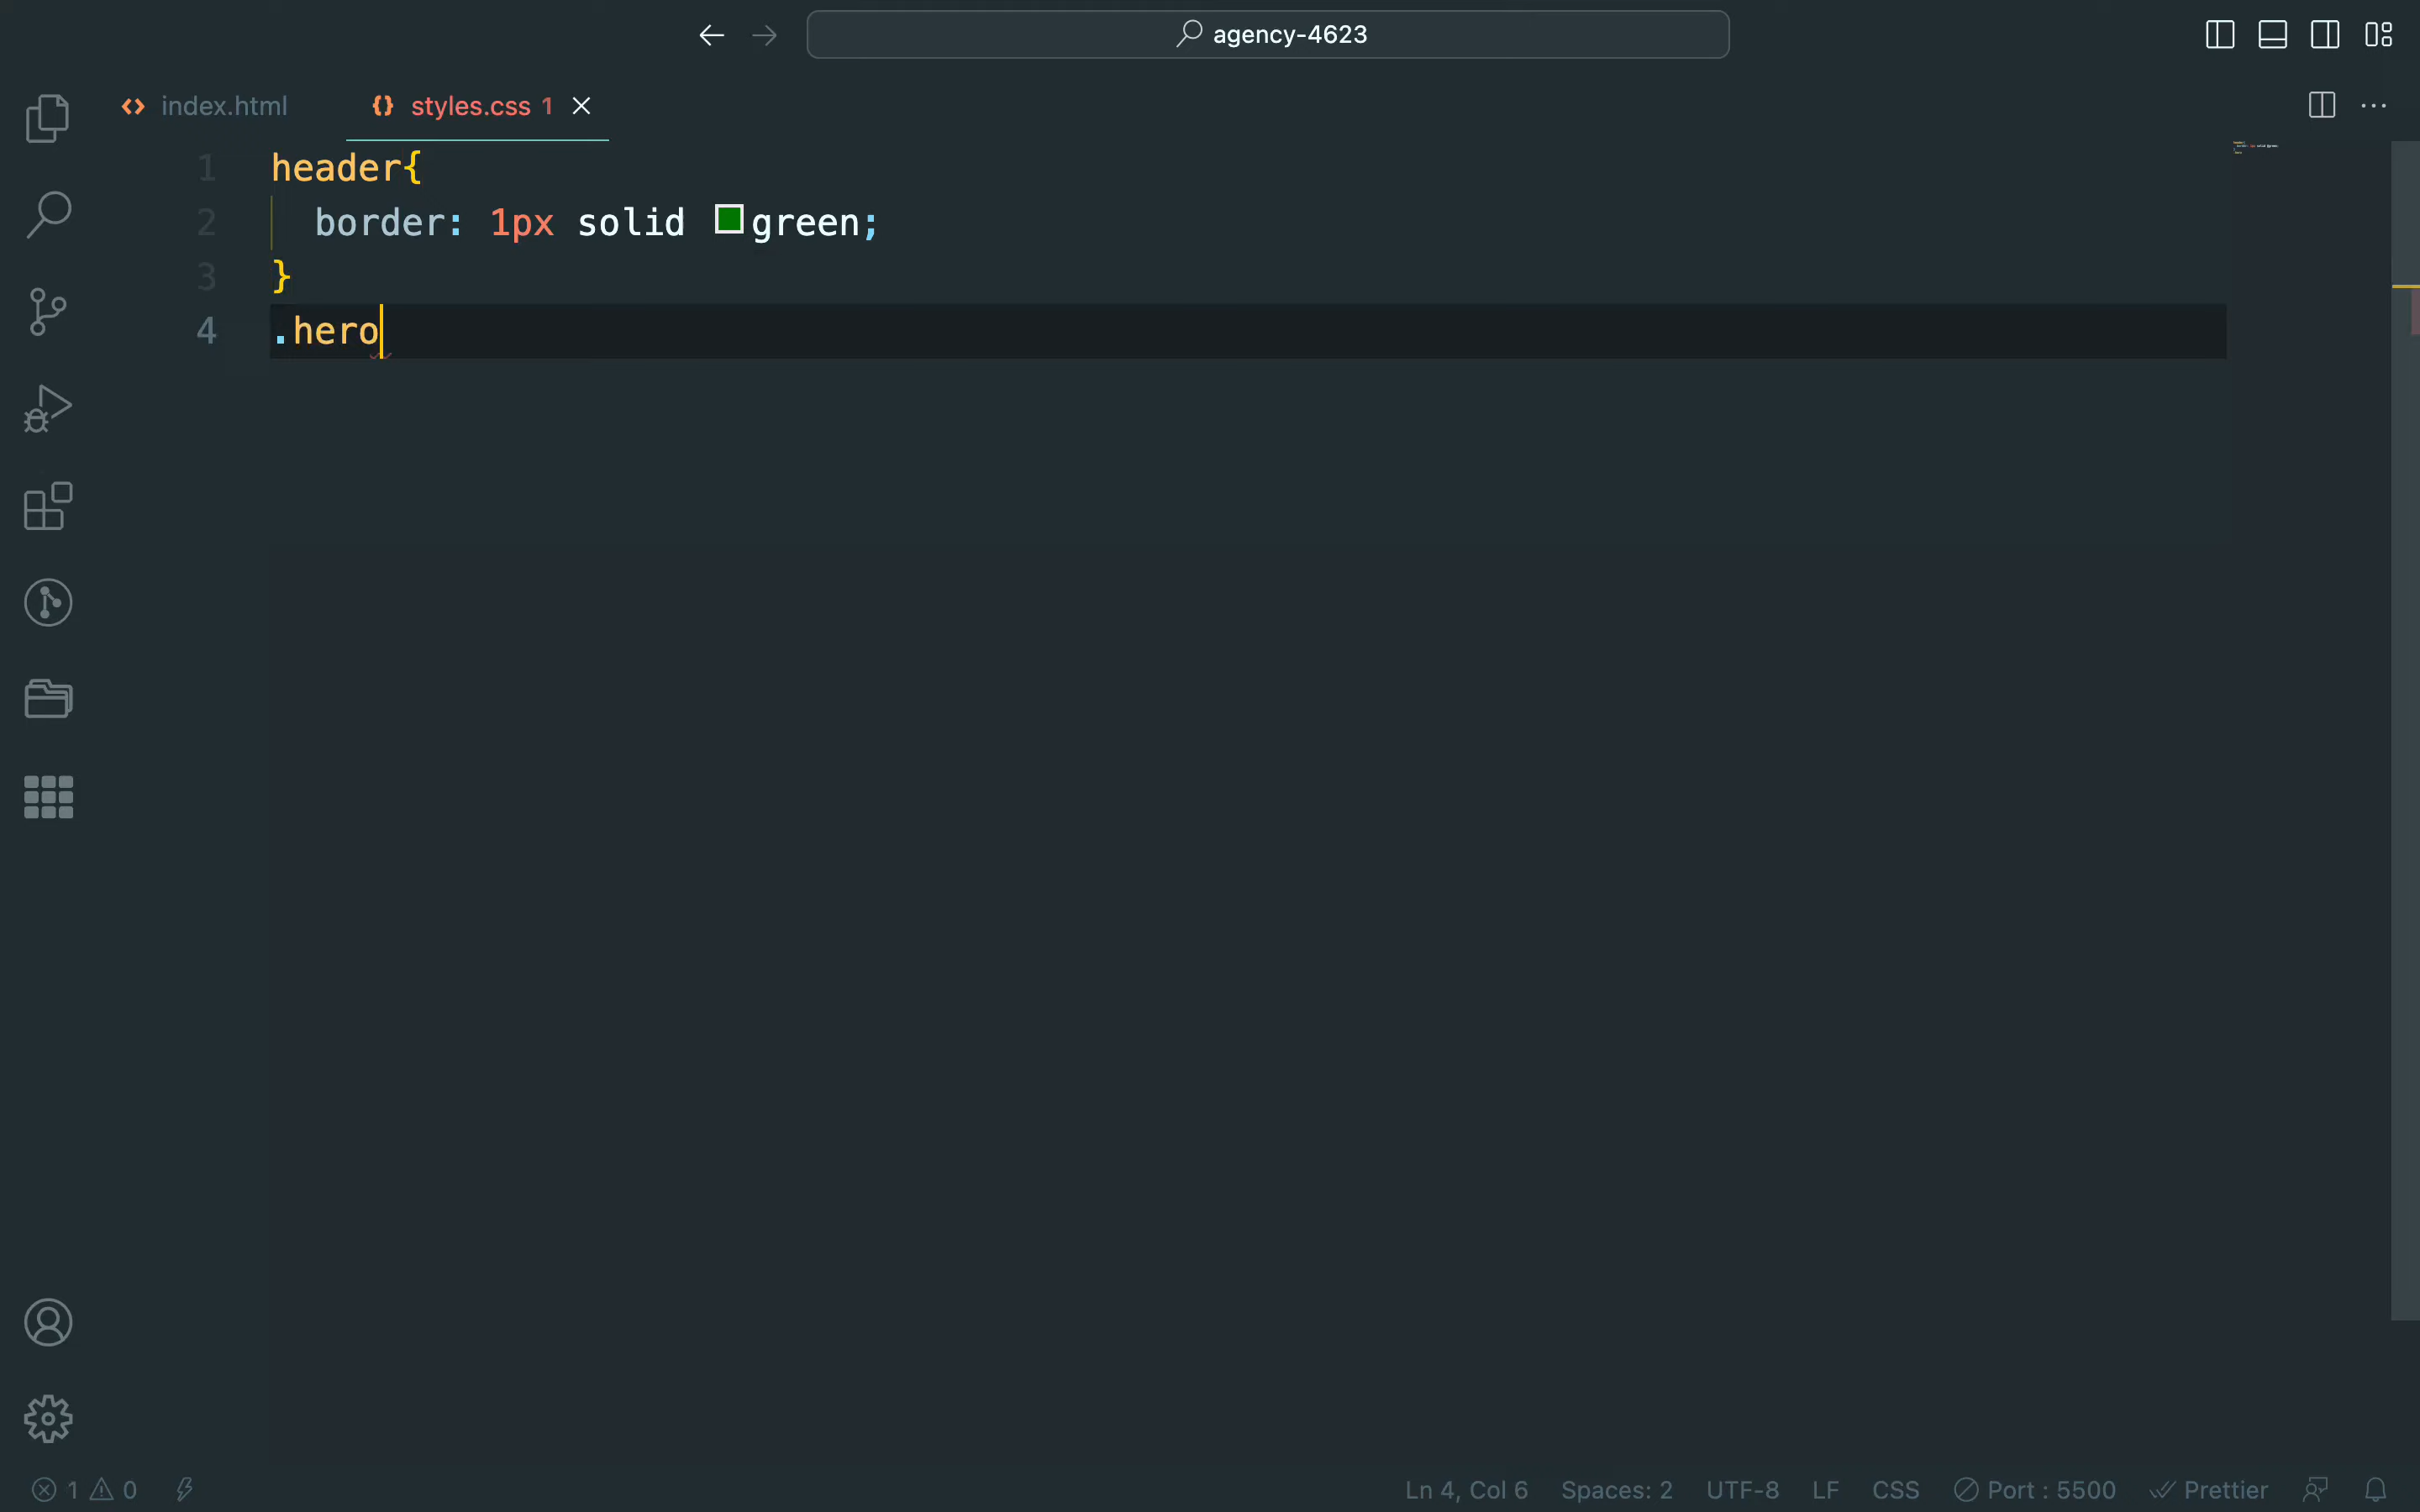 agency-4623
index.html
styles.css 1
1 header{
2 border: 1px solid green;
3 }
4 .hero
1 0 Ln 4, Col 6 Spaces: 2 UTF-8 LF CSS Port : 5500 Prettier